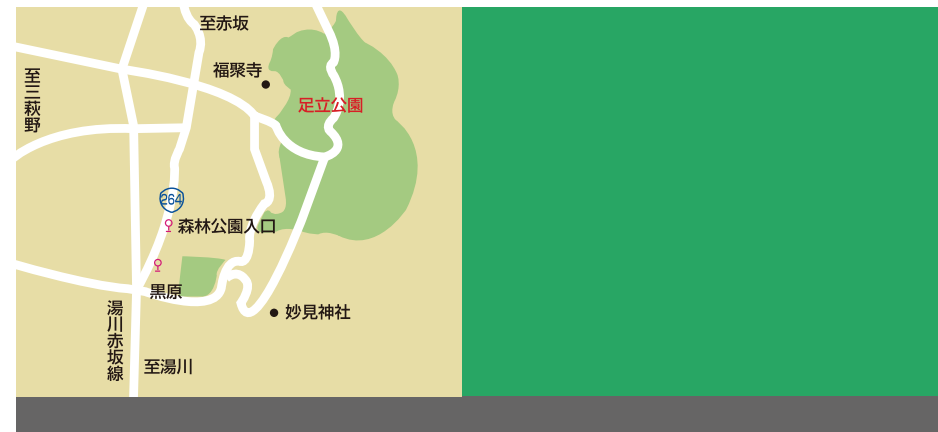 至赤坂
福聚寺
至三萩野
足立公園
264
森林公園入口
黒原
湯川赤坂線
妙見神社
至湯川